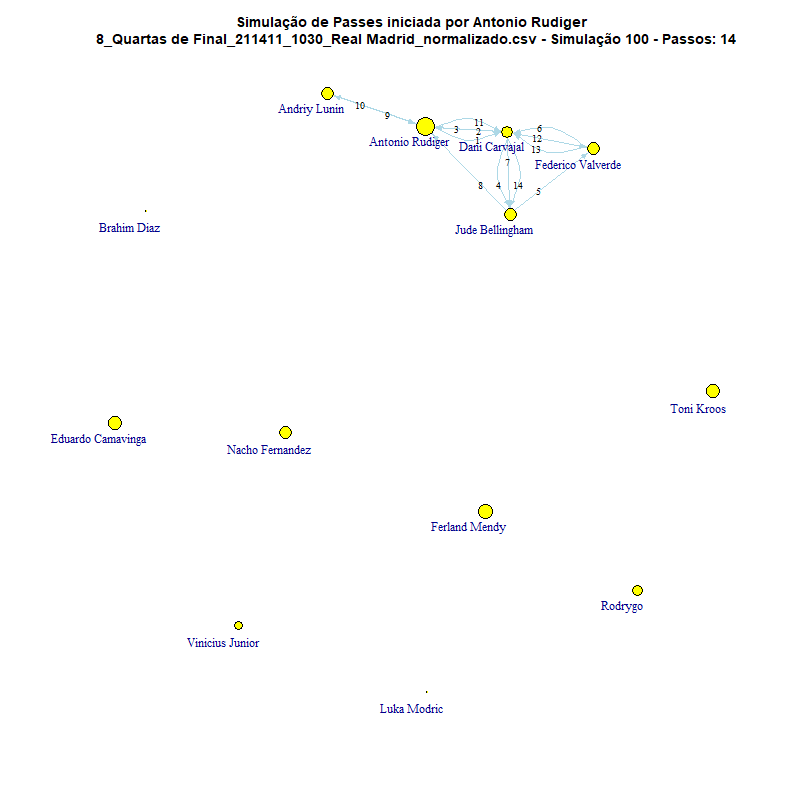 Simulação de Passes iniciada por Antonio Rudiger
8_Quartas de Final_211411_1030_Real Madrid_normalizado.csv - Simulação 100 - Passos: 14
Andriy Lunin
10
9
Antonio Rudiger
11
3
2
1
Dani Carvajal
6
12
13
Federico Valverde
7
8
4
14
5
Jude Bellingham
Brahim Diaz
Toni Kroos
Eduardo Camavinga
Nacho Fernandez
Ferland Mendy
Rodrygo
Vinicius Junior
Luka Modric